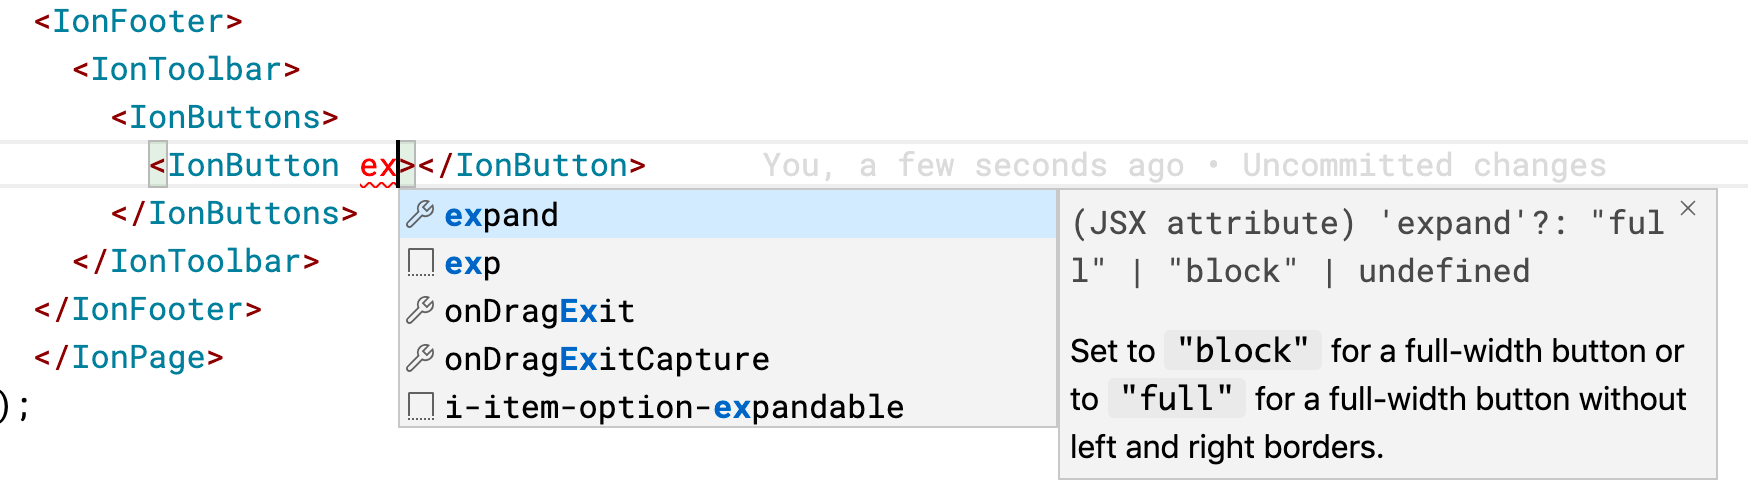 <IonFooter>
<IonToolbar>
<IonButtons>
<IonButton ex></IonButton> You, a few seconds ago • Uncommitted changes
</IonButtons>
</IonToolbar>
</IonFooter>
</IonPage>
);
expand
exp
onDragExit
onDragExitCapture
i-item-option-expandable
(JSX attribute) 'expand'?: "ful
l" | "block" | undefined
Set to "block" for a full-width button or
to "full" for a full-width button without
left and right borders.